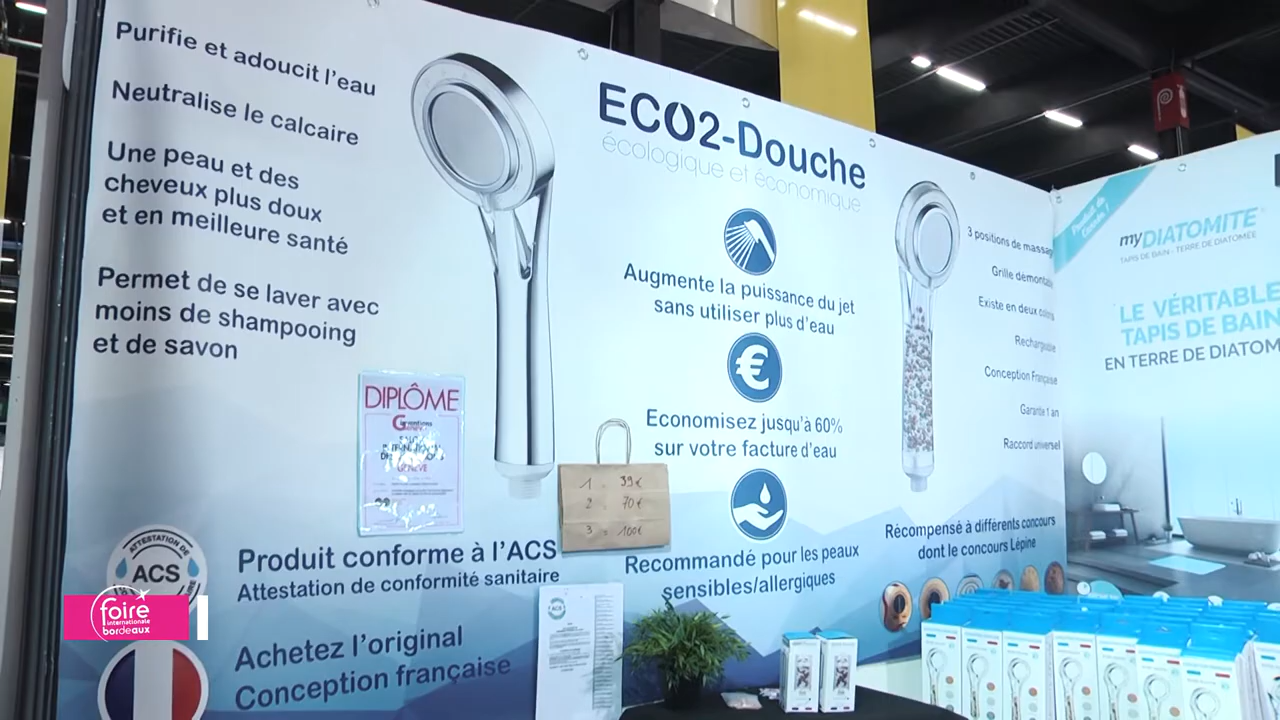 Purifie et adoucit l'eau
Neutralise le calcaire
Une peau et des
cheveux plus doux
et en meilleure santé
Permet de se laver avec
moins de shampooing
et de savon
DIPLÔME
GENÈVE
Produit conforme à l'ACS
Attestation de conformité sanitaire
ATTESTATION DE
ACS
foire
internationale
bordeaux
Achetez l'original
Conception française
ECO2-Douche
écologique et économique
Augmente la puissance du jet
sans utiliser plus d'eau
€
Economisez jusqu'à 60%
sur votre facture d'eau
1 = 39€
2 = 70€
3 = 100€
Recommandé pour les peaux
sensibles/allergiques
ACS
3 positions de massage
Grille démontable
Existe en deux coloris
Rechargeable
Conception Française
Garantie 1 an
Raccord universel
Récompensé à différents concours
dont le concours Lépine
myDIATOMITE
TAPIS DE BAIN - TERRE DE DIATOMÉE
LE VÉRITABLE
TAPIS DE BAIN
EN TERRE DE DIATOM